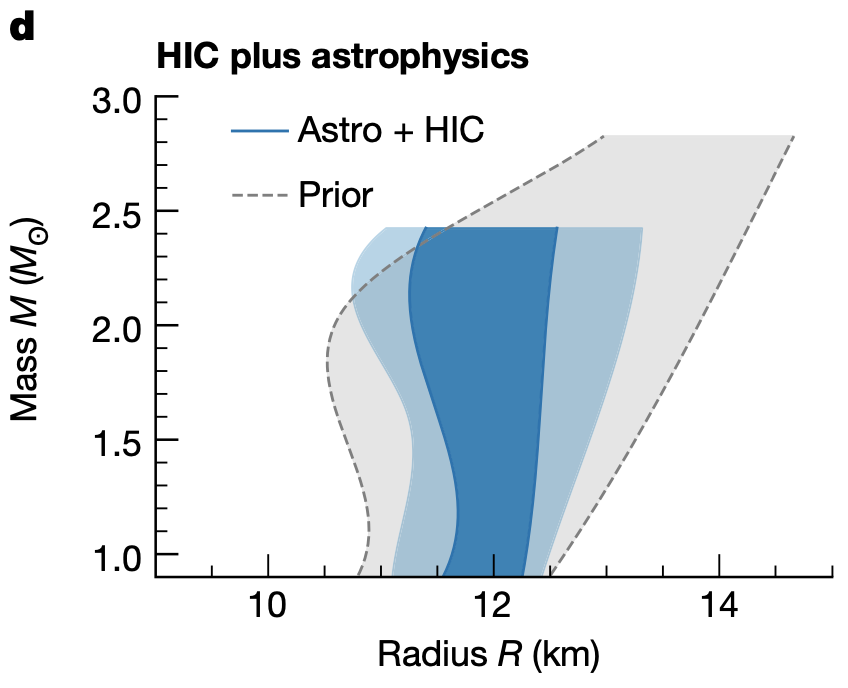 d
HIC plus astrophysics
3.0
Astro + HIC
Prior
2.5
2.0
1.5
1.0
Mass M (M☉)
10
12
14
Radius R (km)